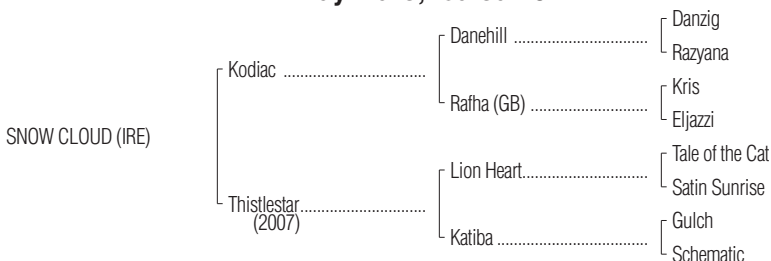 Danzig
Danehill
Razyana
Kodiac
Kris
Rafha (GB)
Eljazzi
SNOW CLOUD (IRE)
Tale of the Cat
Lion Heart
Satin Sunrise
Thistlestar
(2007)
Gulch
Katiba
Schematic